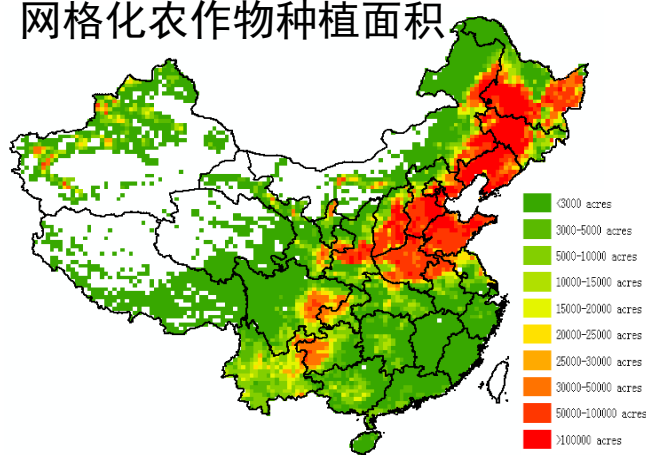 网格化农作物种植面积
<3000 acres
3000-5000 acres
5000-10000 acres
10000-15000 acres
15000-20000 acres
20000-25000 acres
25000-30000 acres
30000-50000 acres
50000-100000 acres
>100000 acres